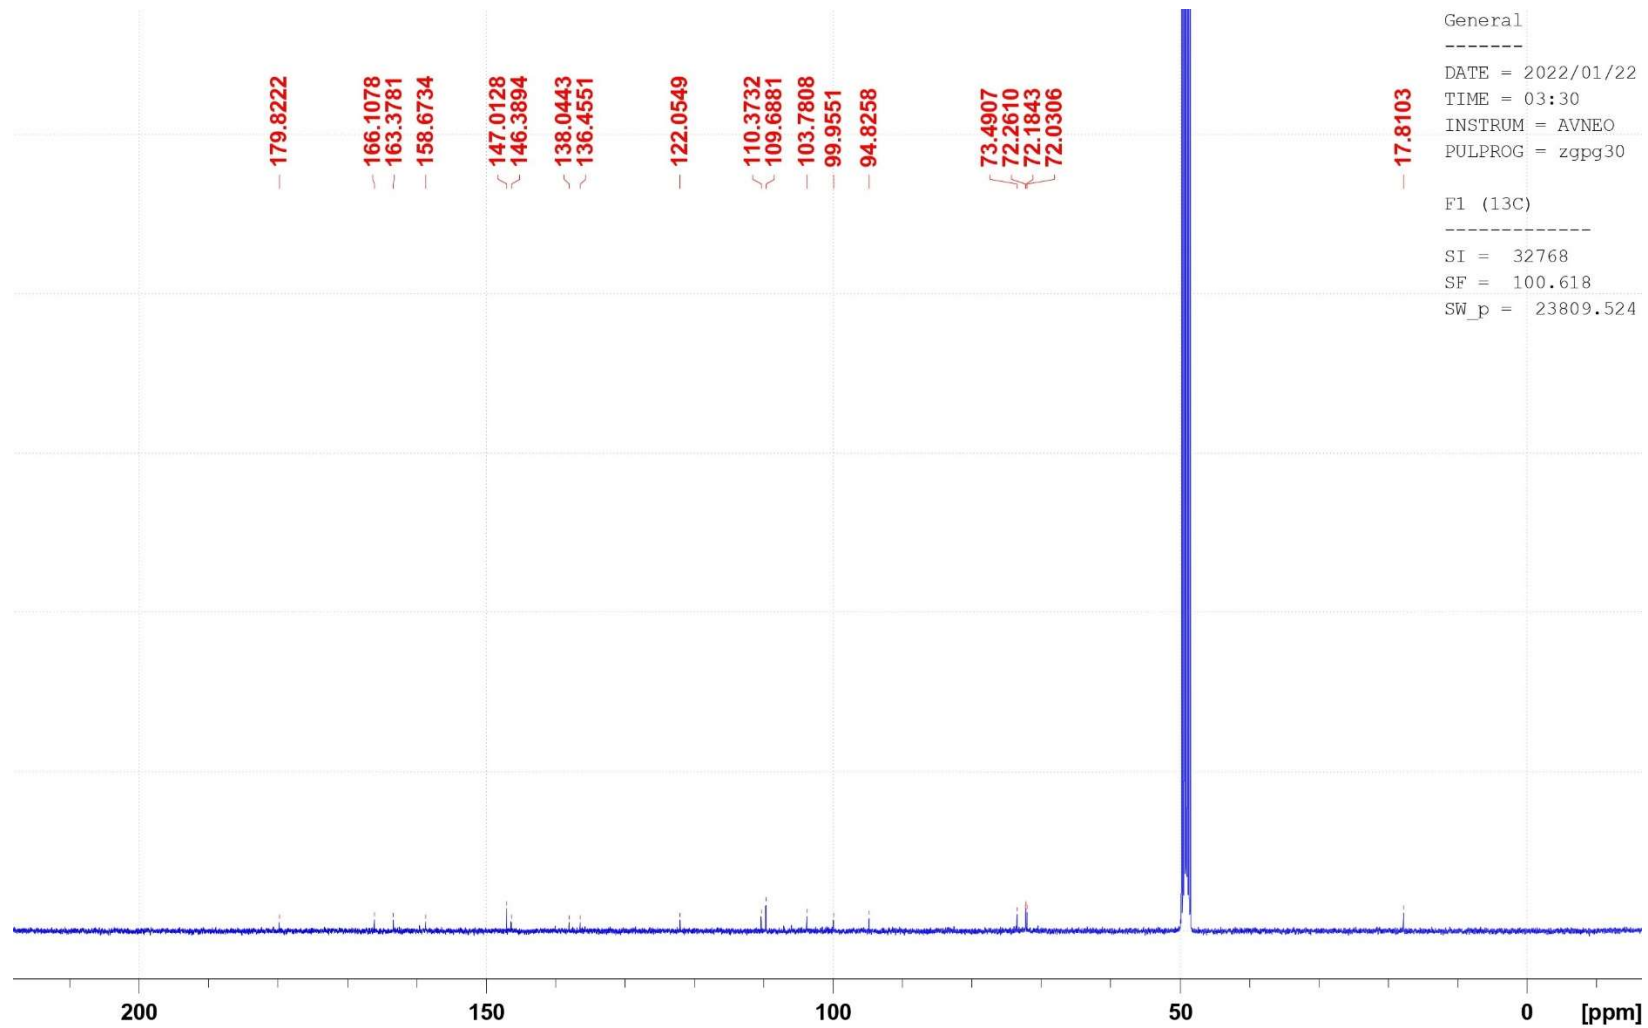 General
-------
DATE = 2022/01/22
TIME = 03:30
INSTRUM = AVNEO
PULPROG = zgpg30
F1 (13C)
-------------
SI = 32768
SF = 100.618
SW_p = 23809.524
179.8222
166.1078
163.3781
158.6734
147.0128
146.3894
138.0443
136.4551
122.0549
110.3732
109.6881
103.7808
99.9551
94.8258
73.4907
72.2610
72.1843
72.0306
17.8103
200 150 100 50 0 [ppm]